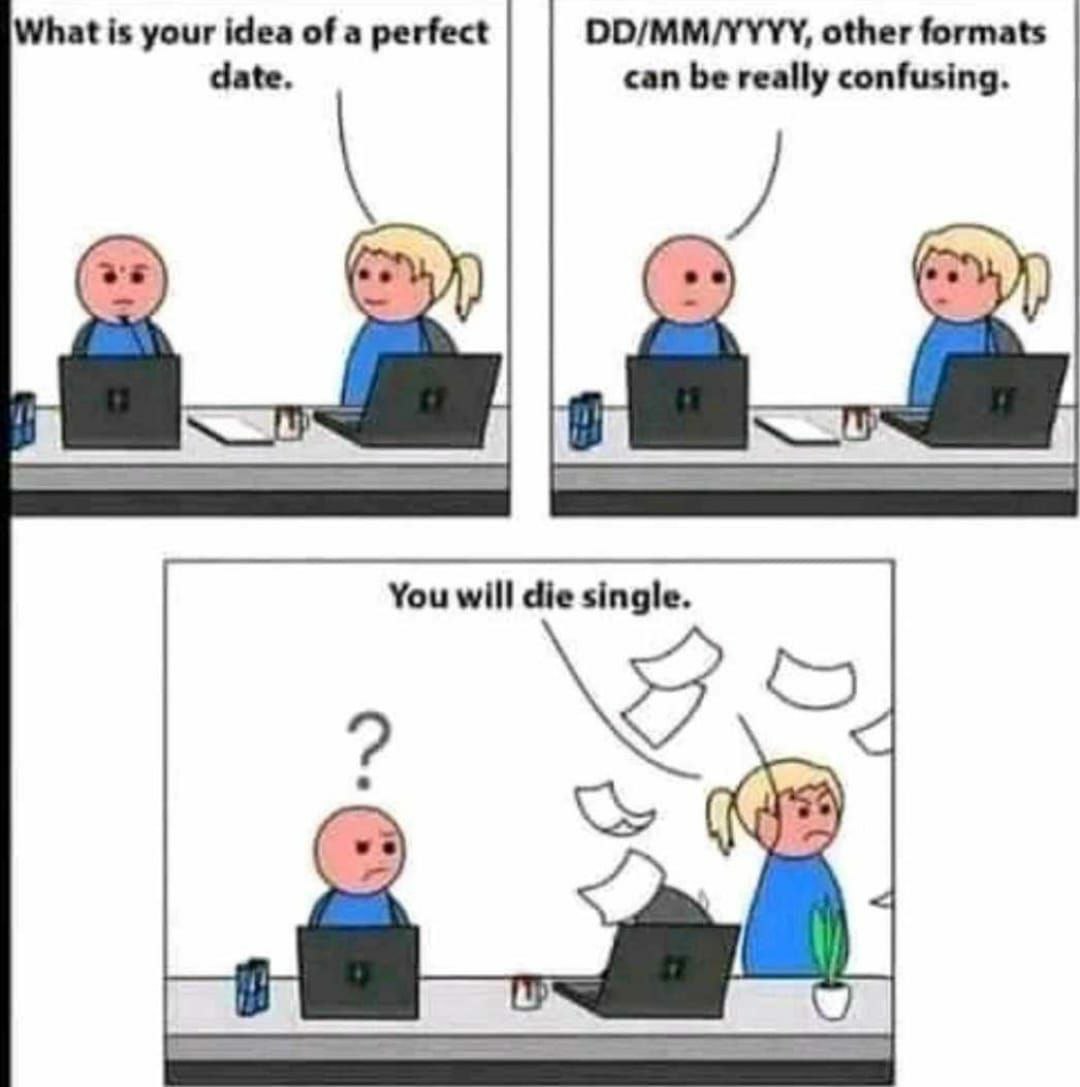 What is your idea of a perfect
date.
DD/MM/YYYY, other formats
can be really confusing.
You will die single.
?